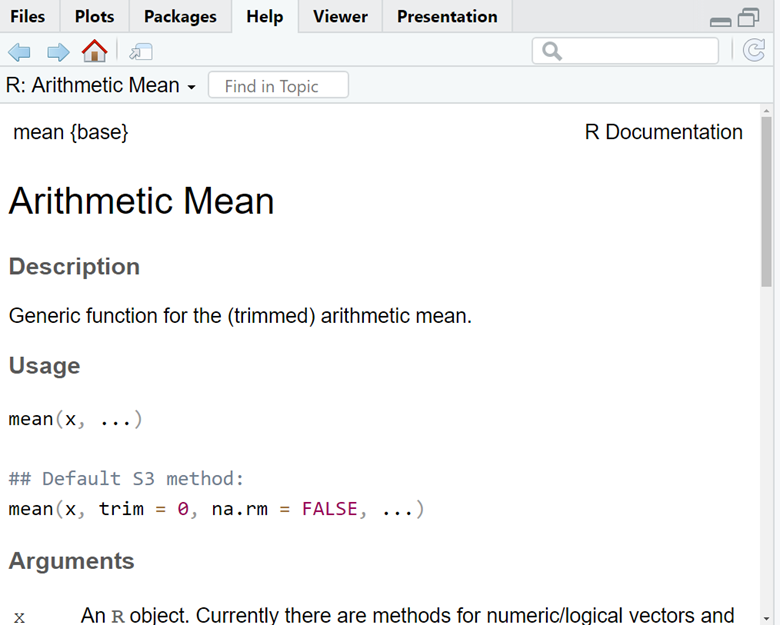 Files Plots Packages Help Viewer Presentation
R: Arithmetic Mean Find in Topic
mean {base} R Documentation
Arithmetic Mean
Description
Generic function for the (trimmed) arithmetic mean.
Usage
mean(x, ...)
## Default S3 method:
mean(x, trim = 0, na.rm = FALSE, ...)
Arguments
x An R object. Currently there are methods for numeric/logical vectors and